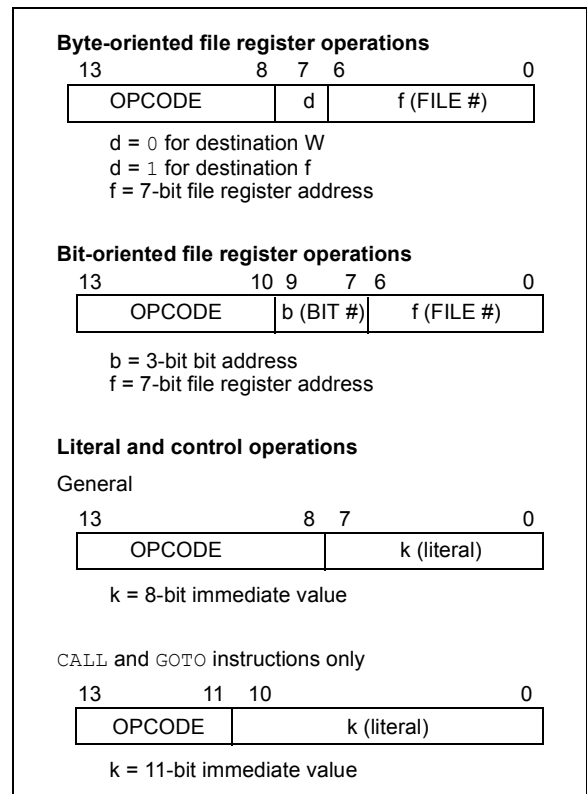 Byte-oriented file register operations
13 8 7 6 0
OPCODE d f (FILE #)
d = 0 for destination W
d = 1 for destination f
f = 7-bit file register address
Bit-oriented file register operations
13 10 9 7 6 0
OPCODE b (BIT #) f (FILE #)
b = 3-bit bit address
f = 7-bit file register address
Literal and control operations
General
13 8 7 0
OPCODE k (literal)
k = 8-bit immediate value
CALL and GOTO instructions only
13 11 10 0
OPCODE k (literal)
k = 11-bit immediate value